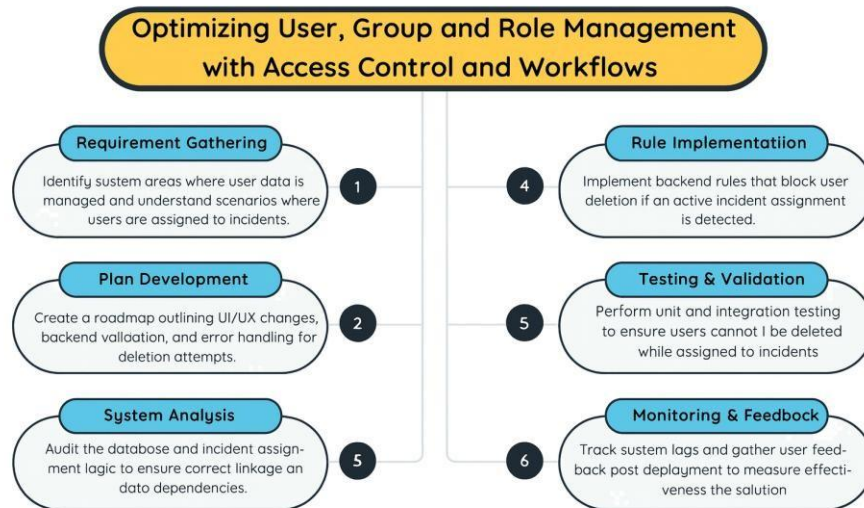 Optimizing User, Group and Role Management
with Access Control and Workflows
Requirement Gathering
Identify system areas where user data is
managed and understand scenarios where
users are assigned to incidents.
1
Plan Development
Create a roadmap outlining UI/UX changes,
backend valloation, and error handling for
deletion attempts.
2
System Analysis
Audit the databose and incident assign-
ment logic to ensure correct linkage an
dato dependencies.
5
Rule Implementatiion
Implement backend rules that block user
deletion if an active incident assignment
is detected.
4
Testing & Validation
Perform unit and integration testing
to ensure users cannot I be deleted
while assigned to incidents
5
Monitoring & Feedbock
Track sustem lags and gather user feed-
back post deplayment to measure effecti-
veness the salution
6